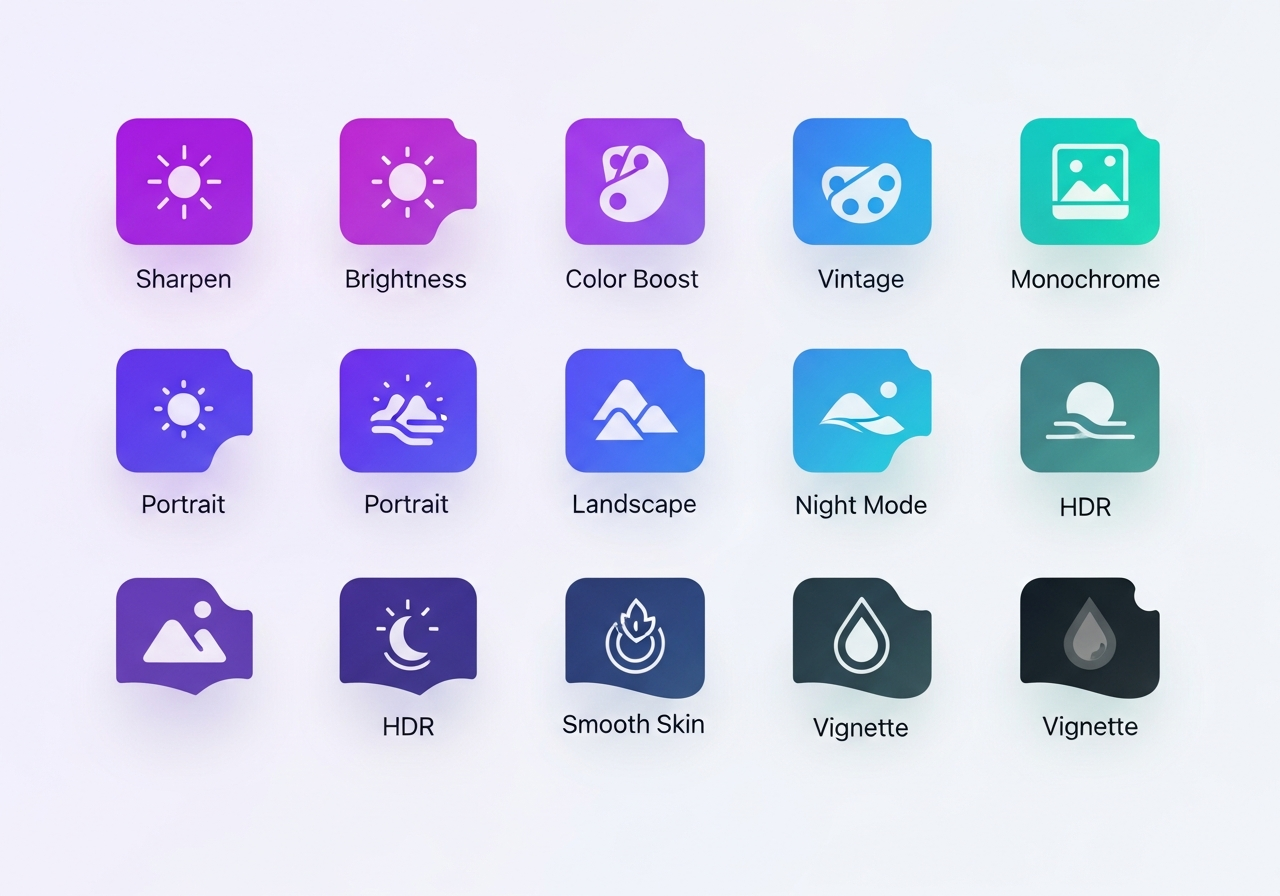 Sharpen
Brightness
Color Boost
Vintage
Monochrome
Portrait
Portrait
Landscape
Night Mode
HDR
HDR
Smooth Skin
Vignette
Vignette